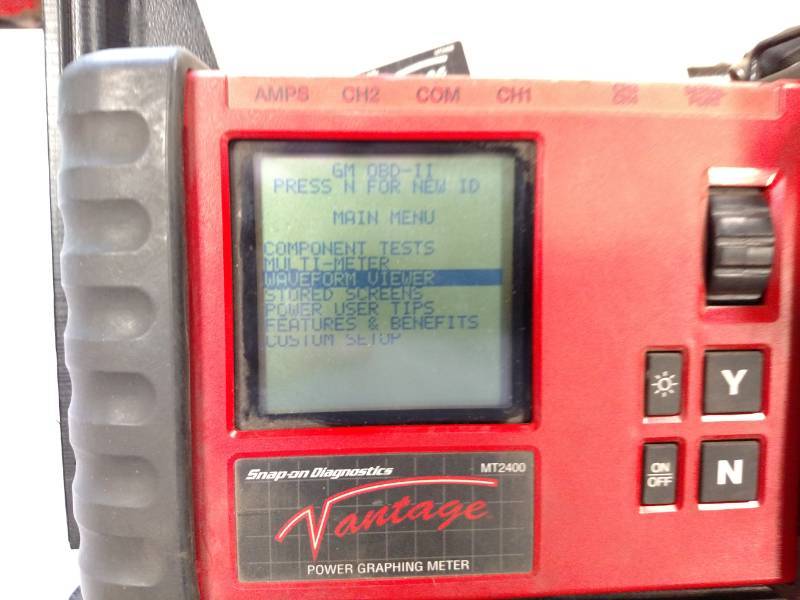 AMPS CH2 COM CH1
GM OBD-II
PRESS N FOR NEW ID
MAIN MENU
COMPONENT TESTS
MULTI-METER
WAVEFORM VIEWER
STORED SCREENS
POWER USER TIPS
FEATURES & BENEFITS
CUSTOM SETUP
Y
ON
OFF
N
Snap-on Diagnostics MT2400
Vantage
POWER GRAPHING METER